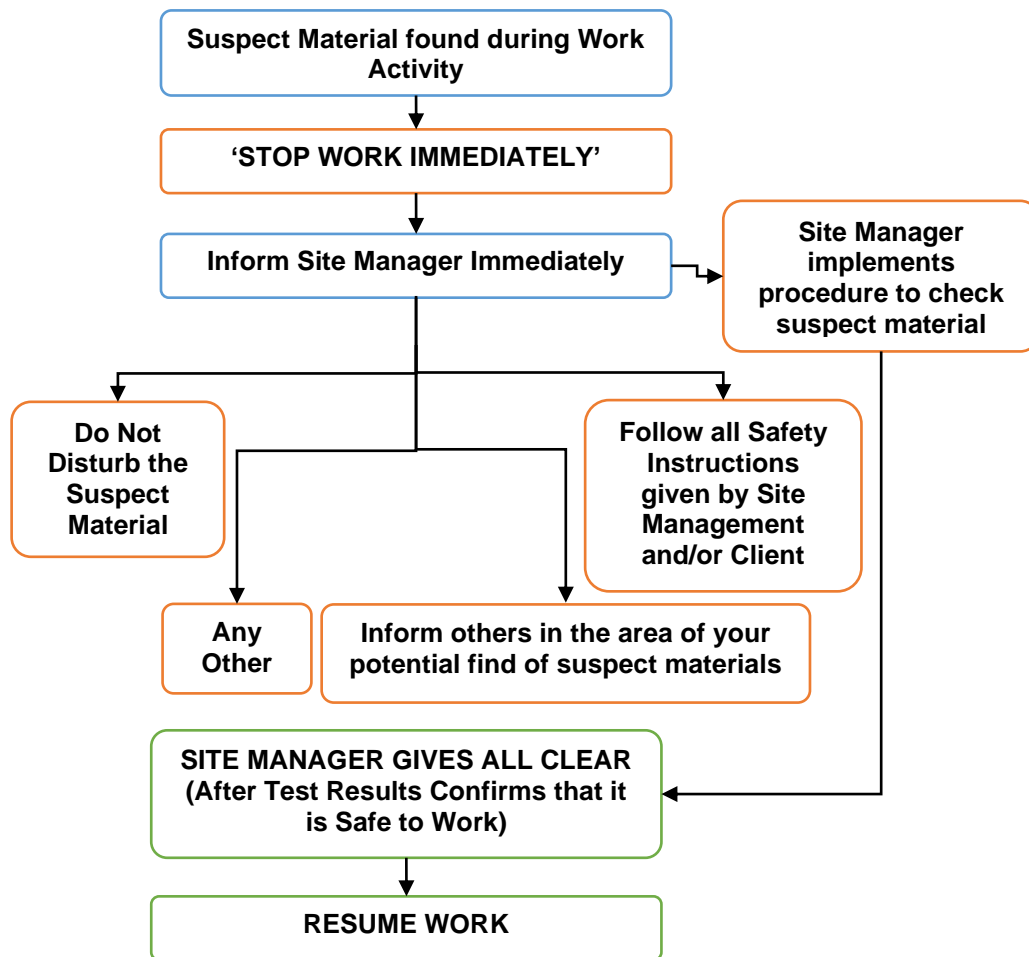 Suspect Material found during Work
Activity
‘STOP WORK IMMEDIATELY’
Inform Site Manager Immediately
Site Manager
implements
procedure to check
suspect material
Do Not
Disturb the
Suspect
Material
Follow all Safety
Instructions
given by Site
Management
and/or Client
Any
Other
Inform others in the area of your
potential find of suspect materials
SITE MANAGER GIVES ALL CLEAR
(After Test Results Confirms that it
is Safe to Work)
RESUME WORK